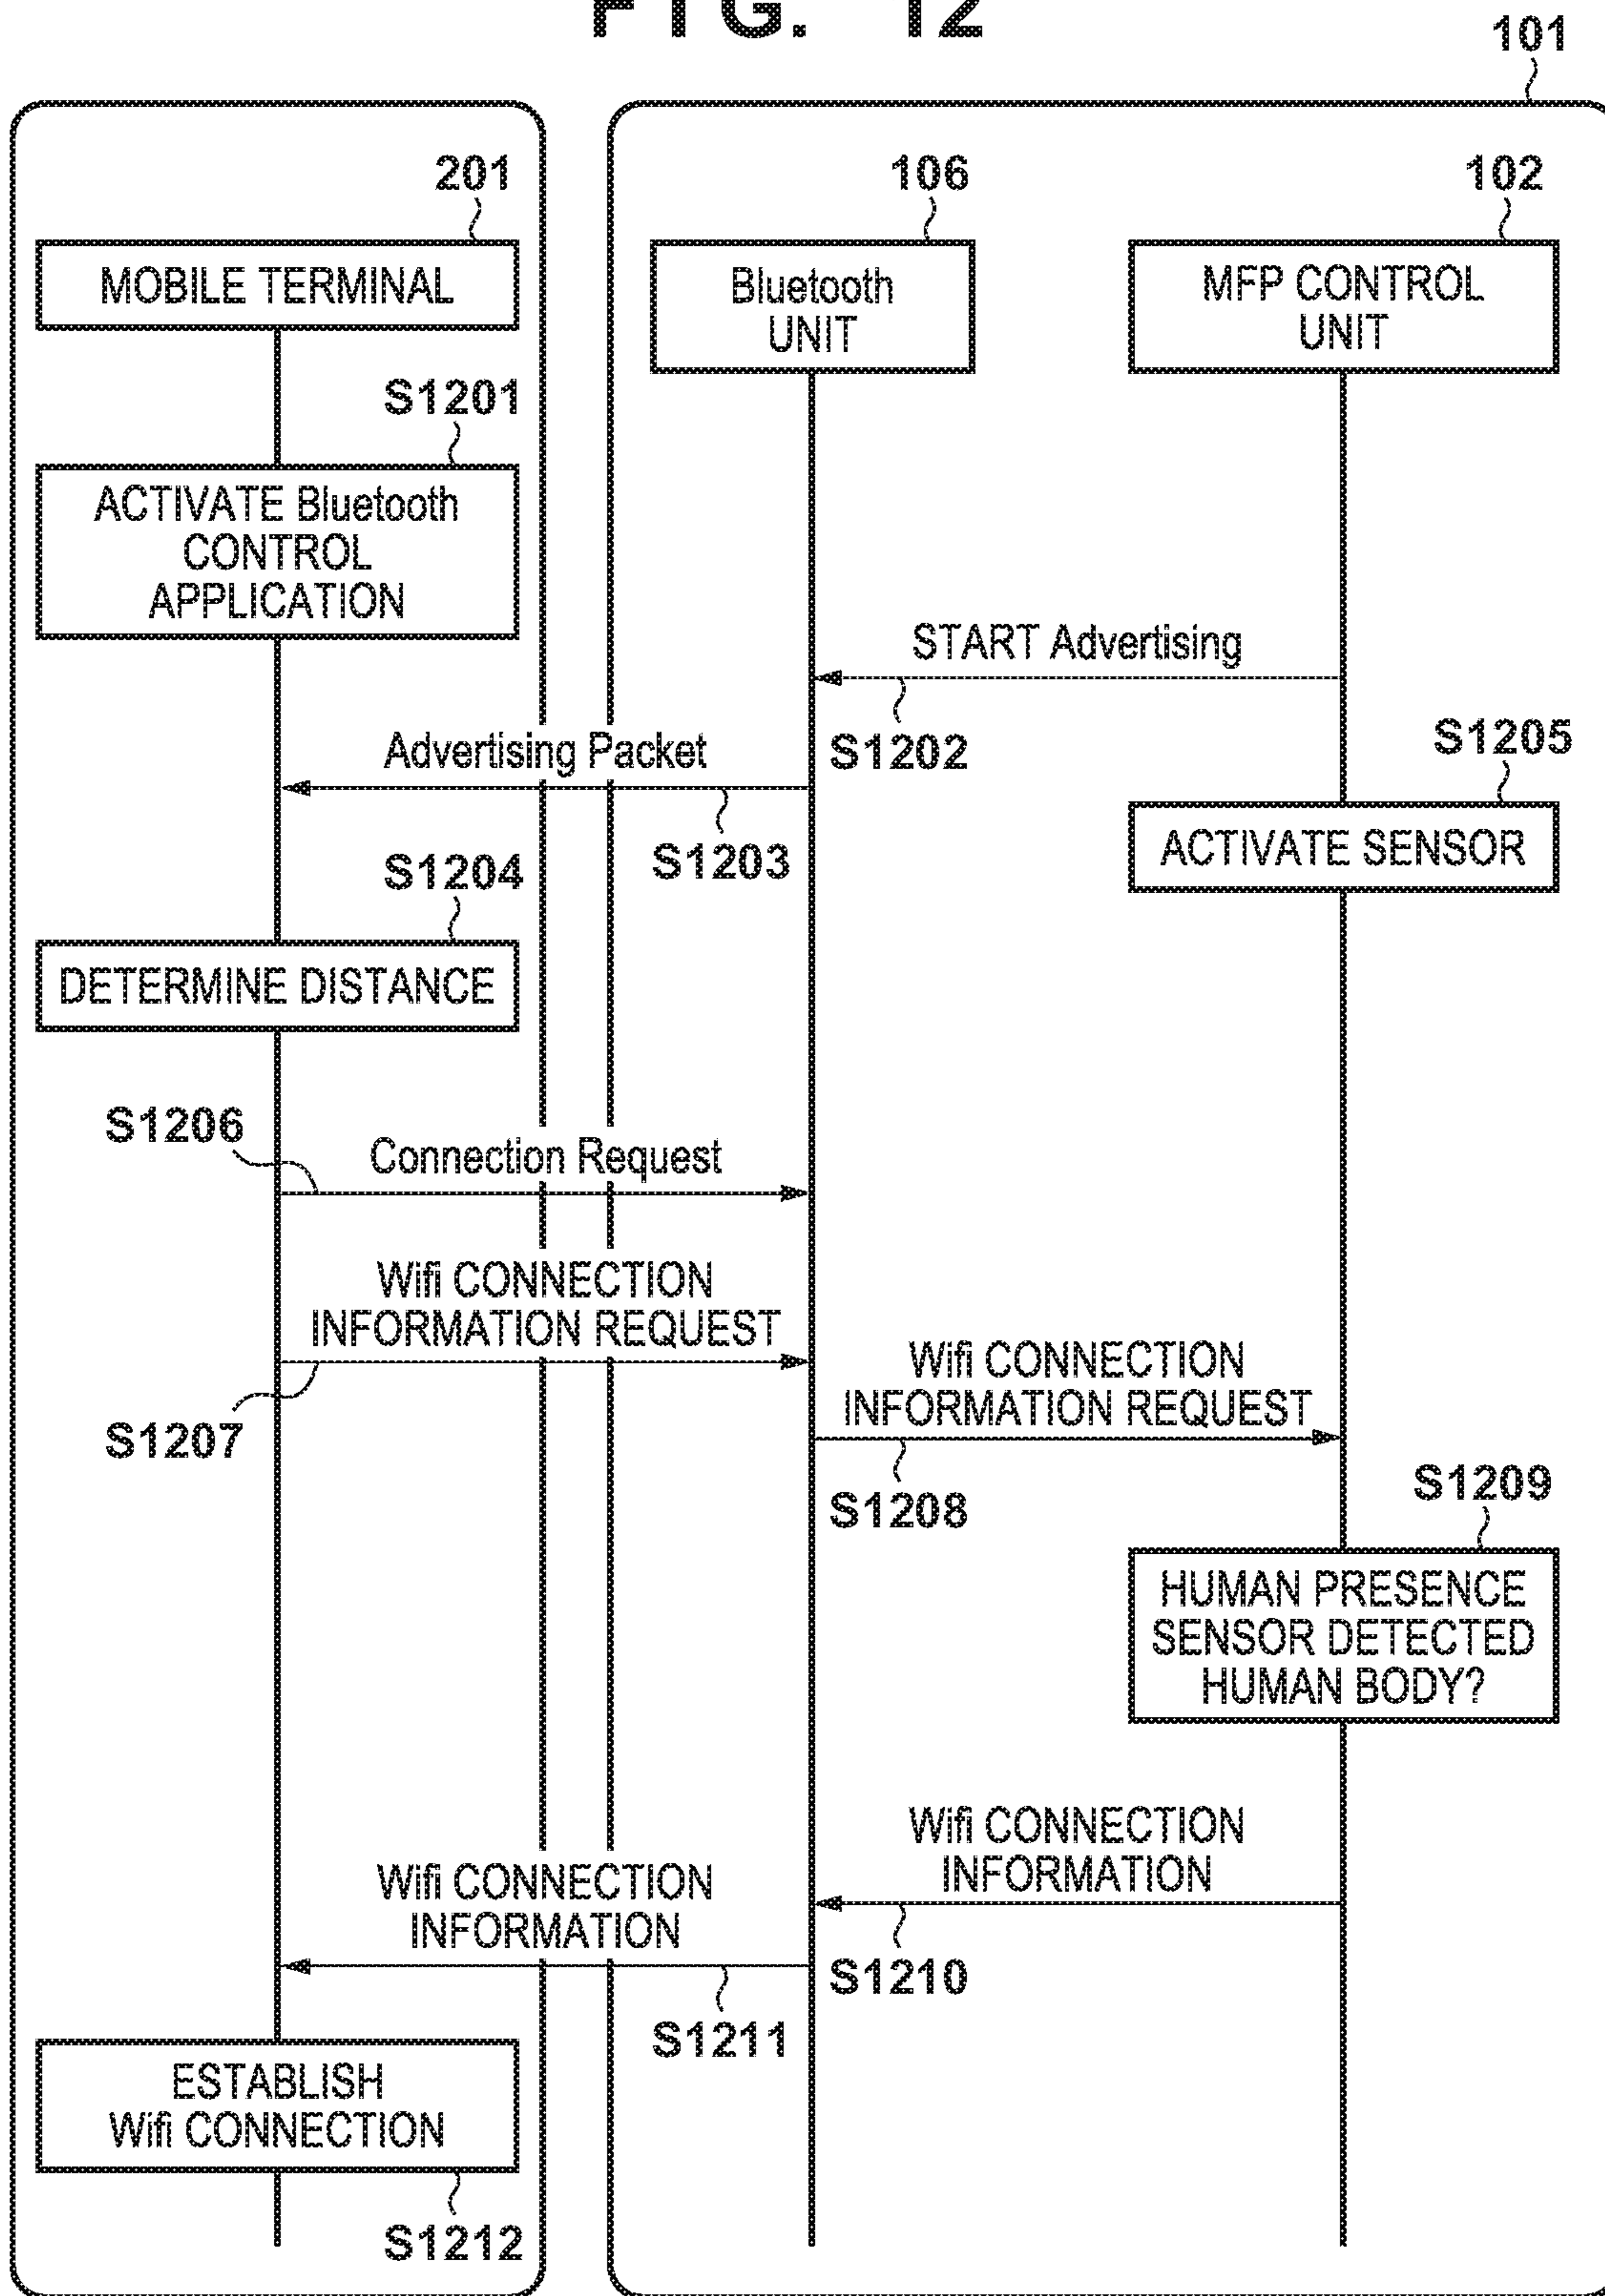 FIG. 12
101
201
106
102
MOBILE TERMINAL
Bluetooth
UNIT
MFP CONTROL
UNIT
S1201
ACTIVATE Bluetooth
CONTROL
APPLICATION
START Advertising
S1202
Advertising Packet
S1203
S1205
ACTIVATE SENSOR
S1204
DETERMINE DISTANCE
S1206
Connection Request
Wifi CONNECTION
INFORMATION REQUEST
S1207
Wifi CONNECTION
INFORMATION REQUEST
S1208
S1209
HUMAN PRESENCE
SENSOR DETECTED
HUMAN BODY?
Wifi CONNECTION
INFORMATION
S1210
Wifi CONNECTION
INFORMATION
S1211
ESTABLISH
Wifi CONNECTION
S1212